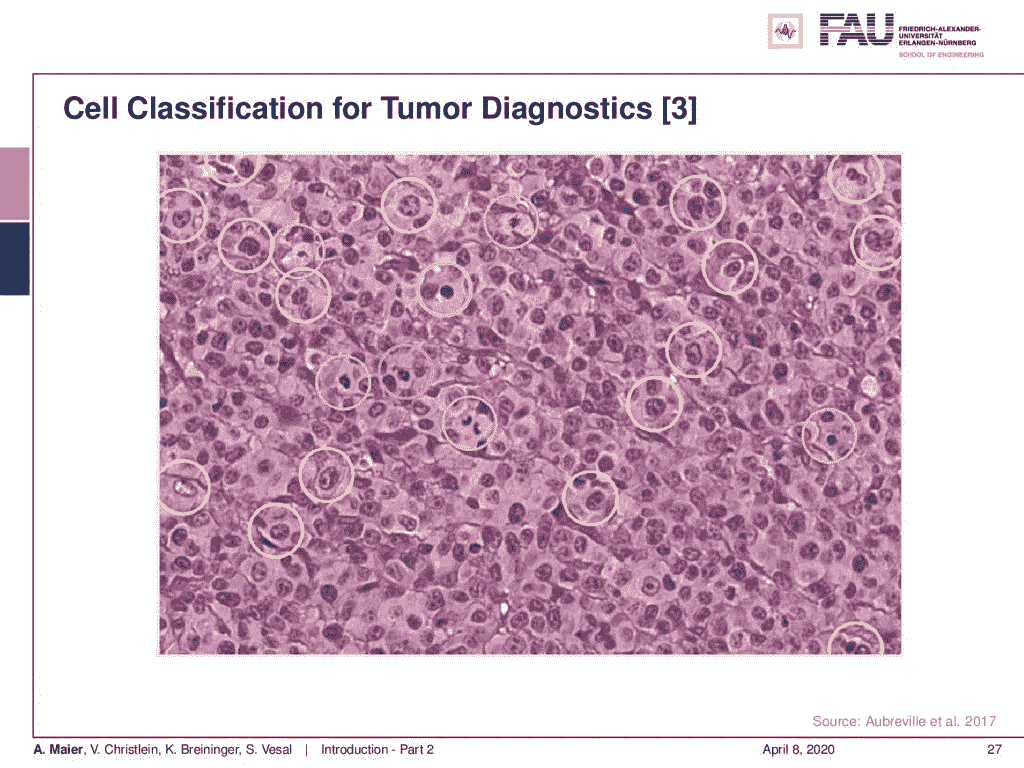 FAU
FRIEDRICH-ALEXANDER-
UNIVERSITÄT
ERLANGEN-NÜRNBERG
SCHOOL OF ENGINEERING
Cell Classification for Tumor Diagnostics [3]
Source: Aubreville et al. 2017
A. Maier, V. Christlein, K. Breininger, S. Vesal | Introduction - Part 2 April 8, 2020 27